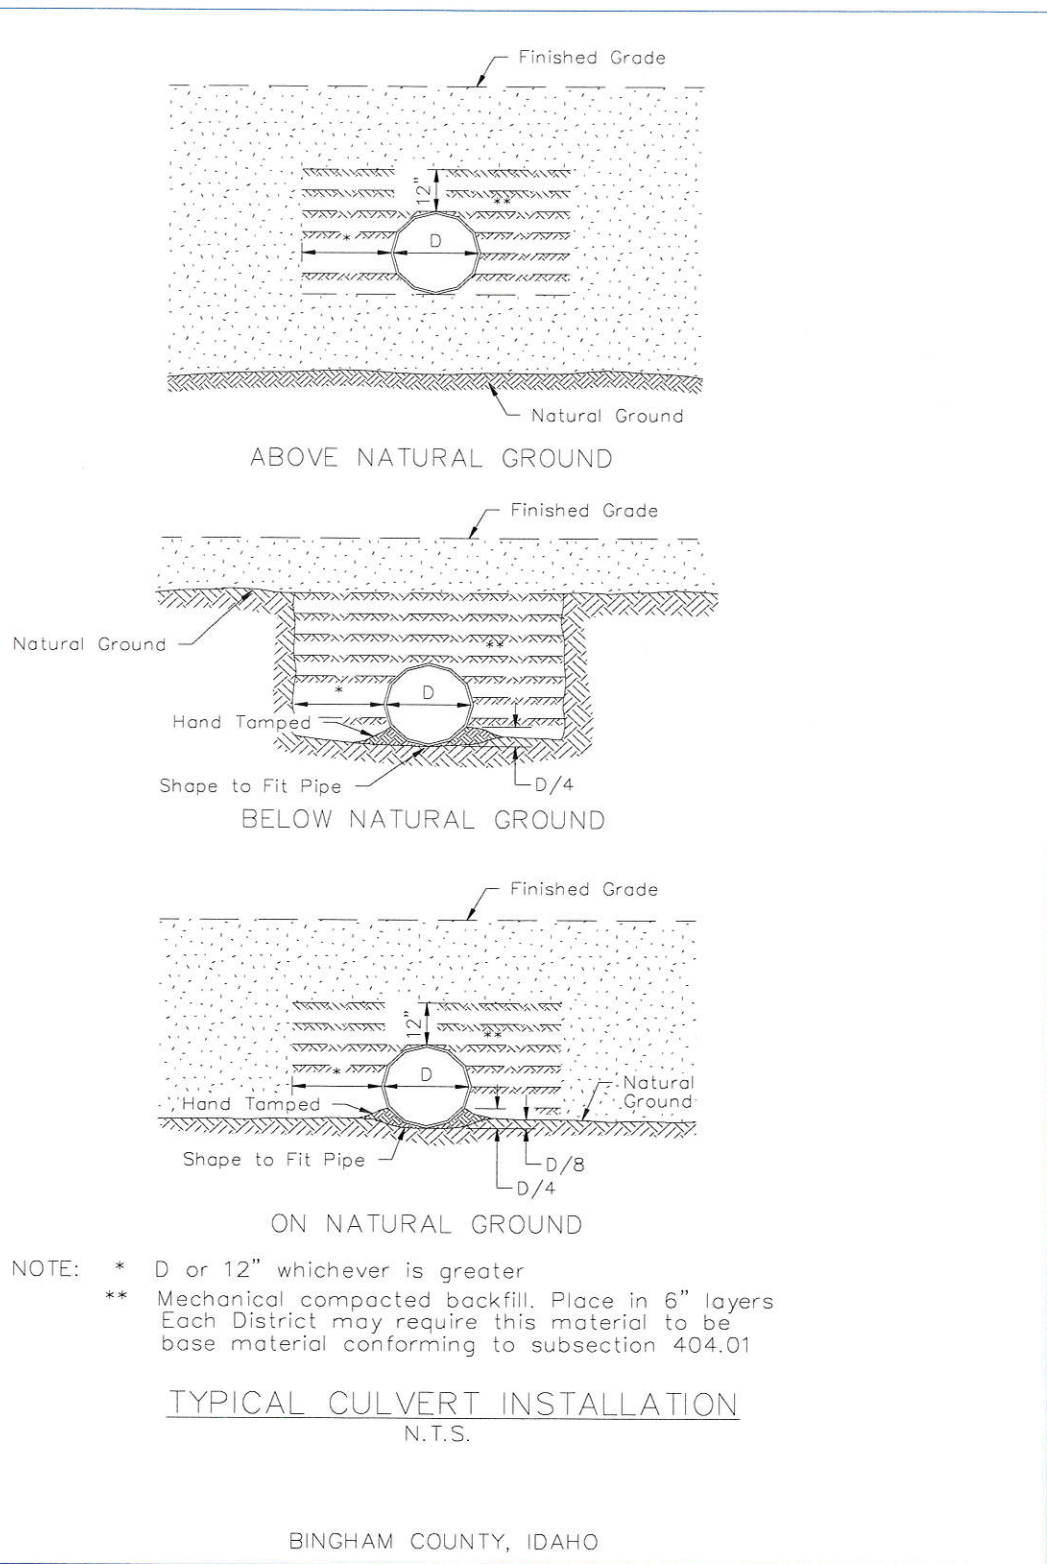 Finished Grade
12"
**
*
D
Natural Ground
ABOVE NATURAL GROUND
Finished Grade
Natural Ground
**
*
D
Hand Tamped
Shape to Fit Pipe
D/4
BELOW NATURAL GROUND
Finished Grade
12"
**
*
D
Natural
Ground
Hand Tamped
Shape to Fit Pipe
D/8
D/4
ON NATURAL GROUND
NOTE: * D or 12" whichever is greater
** Mechanical compacted backfill. Place in 6" layers
Each District may require this material to be
base material conforming to subsection 404.01
TYPICAL CULVERT INSTALLATION
N.T.S.
BINGHAM COUNTY, IDAHO